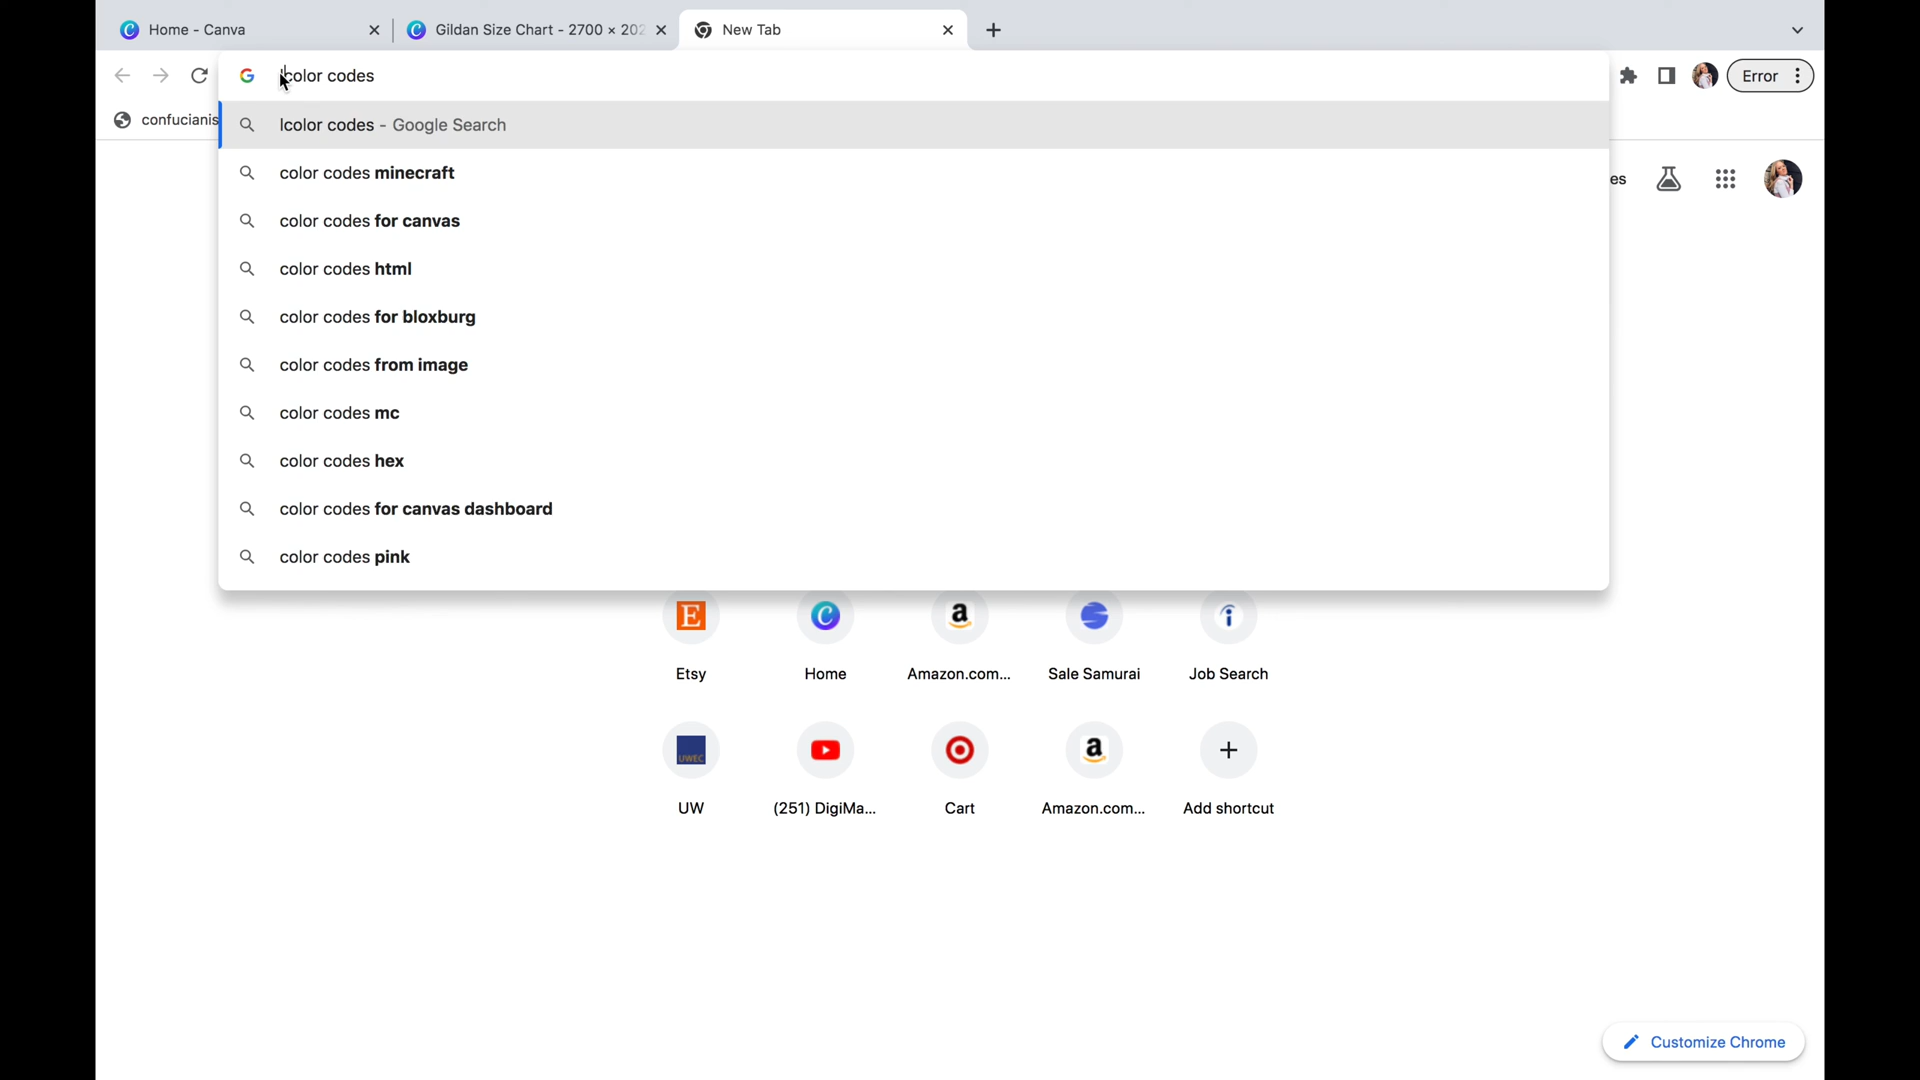 Home - Canva
Gildan Size Chart - 2700 × 202
New Tab
lcolor codes
Error
confucianis
lcolor codes - Google Search
color codes minecraft
color codes for canvas
color codes html
color codes for bloxburg
color codes from image
color codes mc
color codes hex
color codes for canvas dashboard
color codes pink
es
Etsy
Home
Amazon.com...
Sale Samurai
Job Search
UWEC
UW
(251) DigiMa...
Cart
Amazon.com...
Add shortcut
Customize Chrome